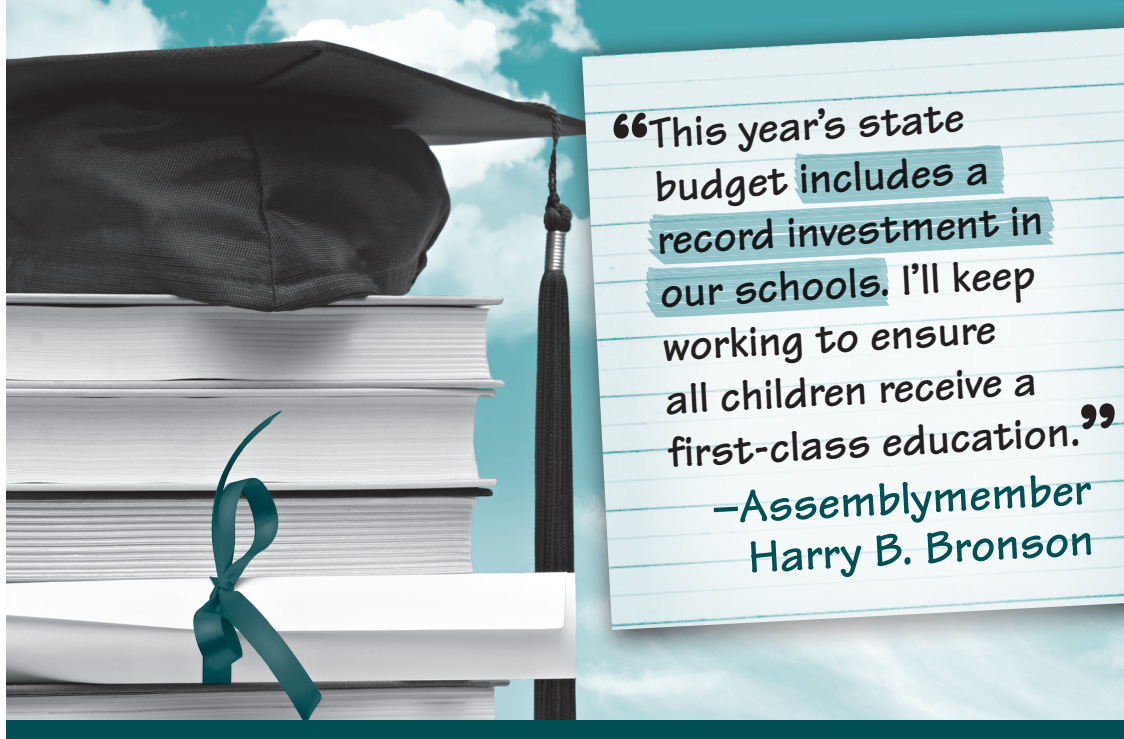 “This year’s state
budget includes a
record investment in
our schools. I’ll keep
working to ensure
all children receive a
first-class education.”
–Assemblymember
Harry B. Bronson